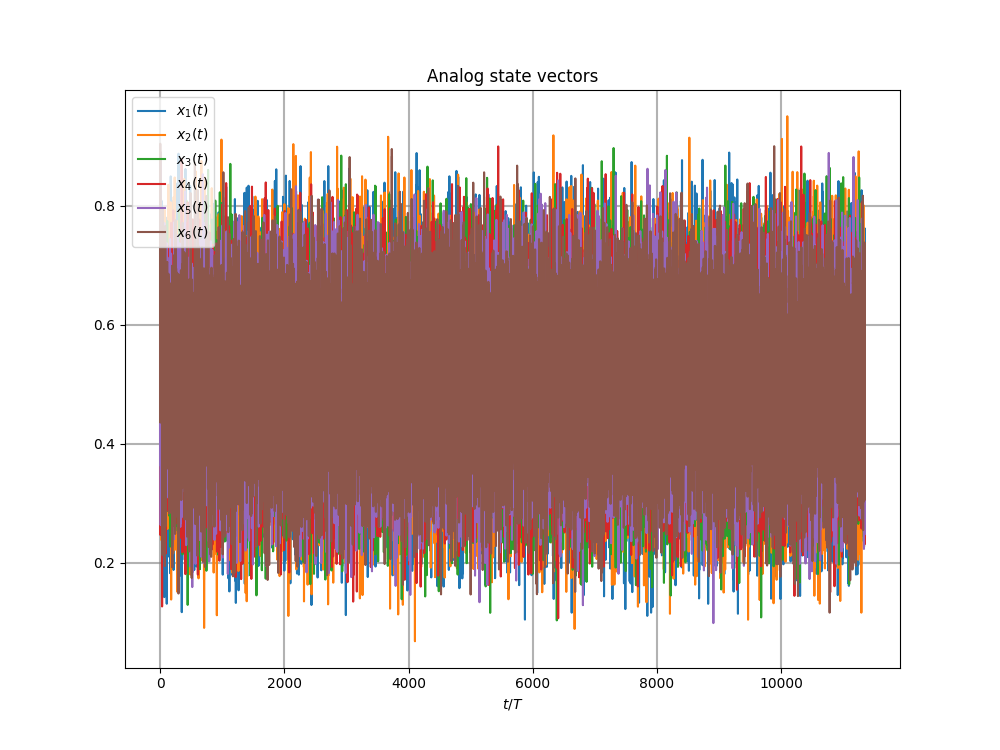 Analog state vectors
x₁(t)
x₂(t)
x₃(t)
x₄(t)
x₅(t)
x₆(t)
0.8
0.6
0.4
0.2
0 2000 4000 6000 8000 10000
t/T